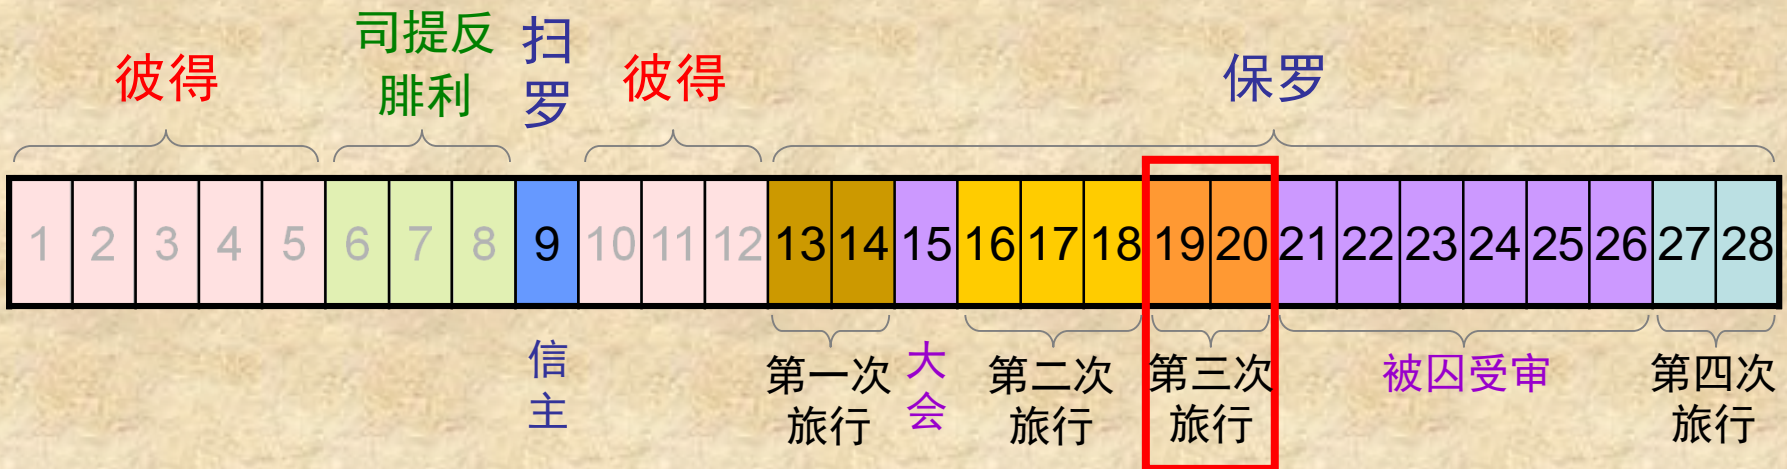 彼得
司提反
腓利
扫
罗
彼得
保罗
1 2 3 4 5 6 7 8 9 10 11 12 13 14 15 16 17 18 19 20 21 22 23 24 25 26 27 28
信
主
第一次
旅行
大
会
第二次
旅行
第三次
旅行
被囚受审
第四次
旅行